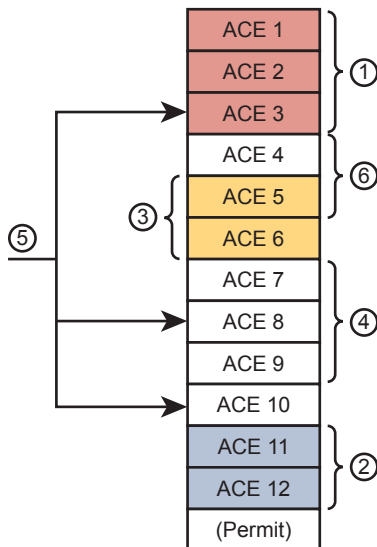 ACE 1
ACE 2
ACE 3
ACE 4
ACE 5
ACE 6
ACE 7
ACE 8
ACE 9
ACE 10
ACE 11
ACE 12
(Permit)
①
⑥
③
⑤
④
②